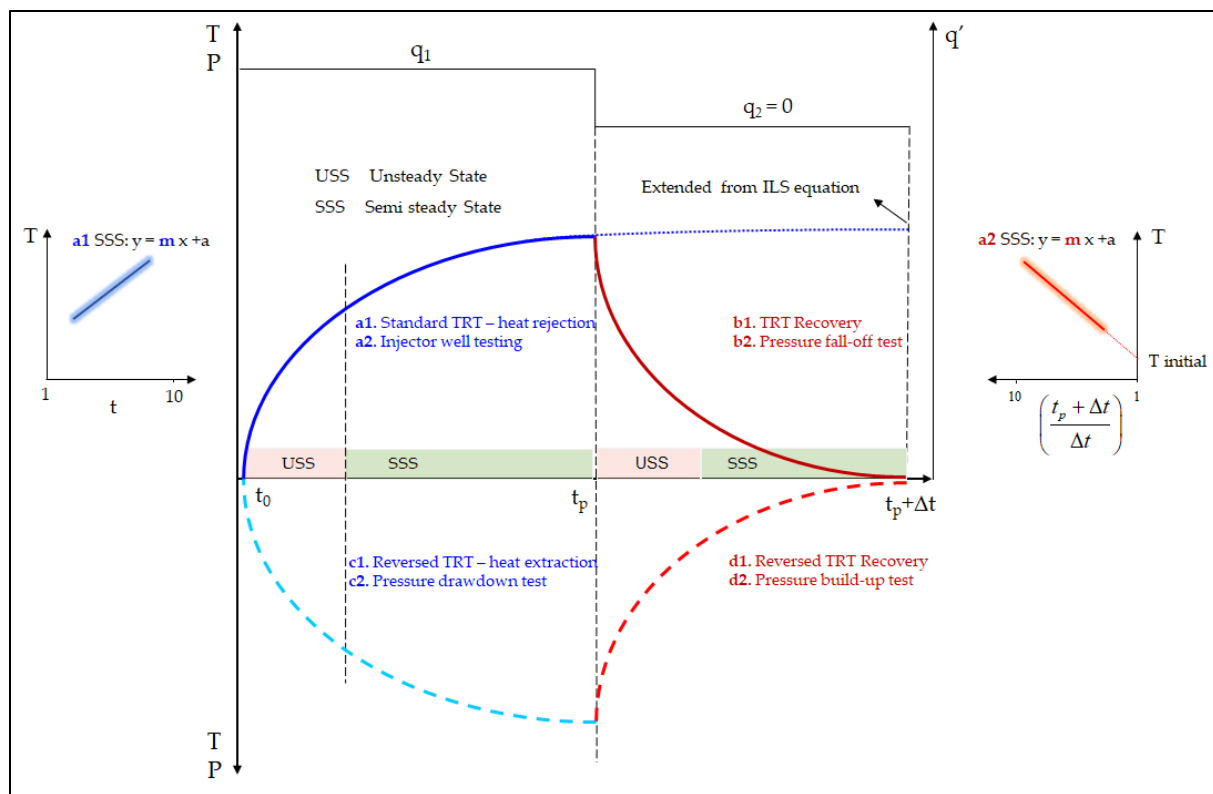 T
P
q′
q₁
q₂ = 0
USS Unsteady State
SSS Semi steady State
Extended from ILS equation
T
a1 SSS: y = m x +a
1
t
10
a2 SSS: y = m x +a
T
T initial
10
1
(t_p + Δt / Δt)
a1. Standard TRT – heat rejection
a2. Injector well testing
b1. TRT Recovery
b2. Pressure fall-off test
USS
SSS
USS
SSS
t₀
t_p
t_p+Δt
c1. Reversed TRT – heat extraction
c2. Pressure drawdown test
d1. Reversed TRT Recovery
d2. Pressure build-up test
T
P